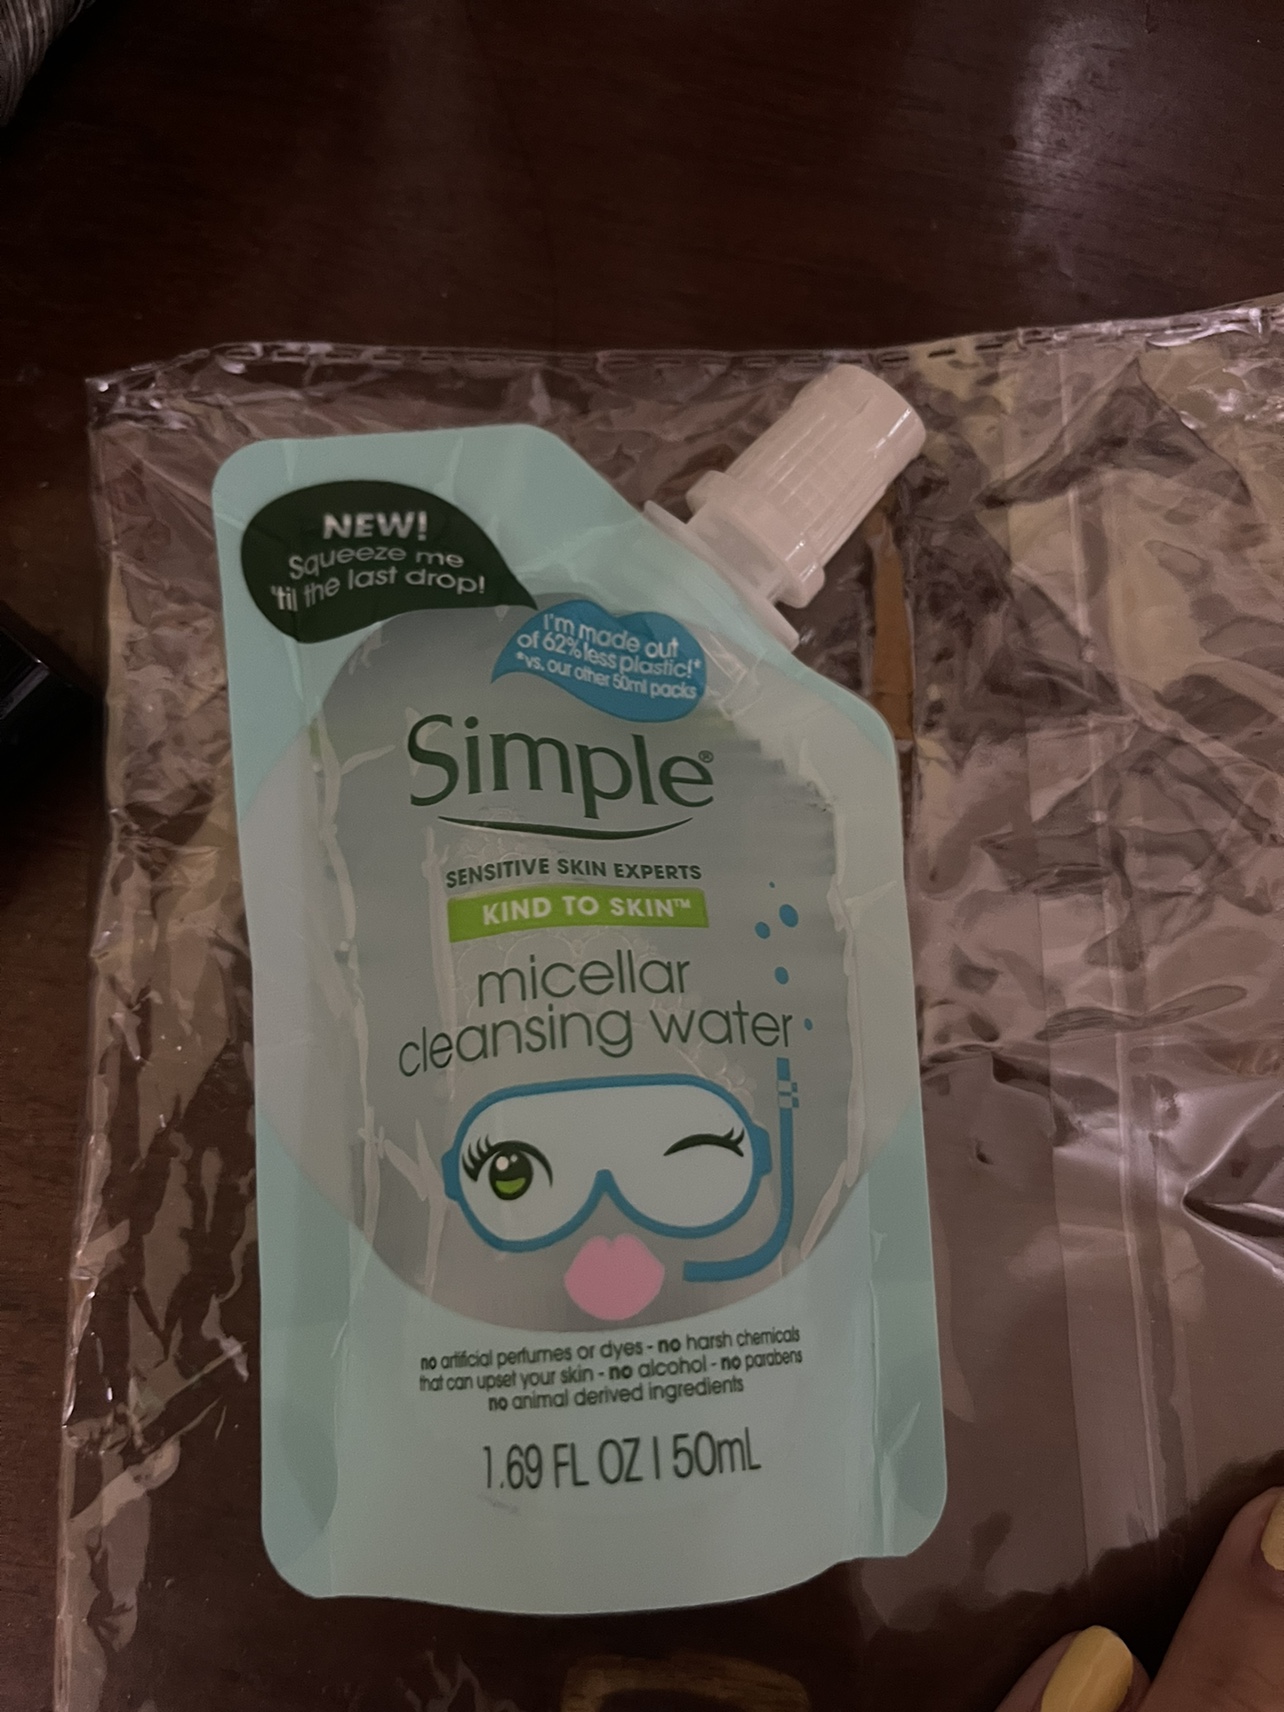 NEW!
Squeeze me
'til the last drop!
I'm made out
of 62% less plastic!*
*vs. our other 50ml packs
Simple®
SENSITIVE SKIN EXPERTS
KIND TO SKIN™
micellar
cleansing water
no artificial perfumes or dyes - no harsh chemicals
that can upset your skin - no alcohol - no parabens
no animal derived ingredients
1.69 FL OZ | 50mL